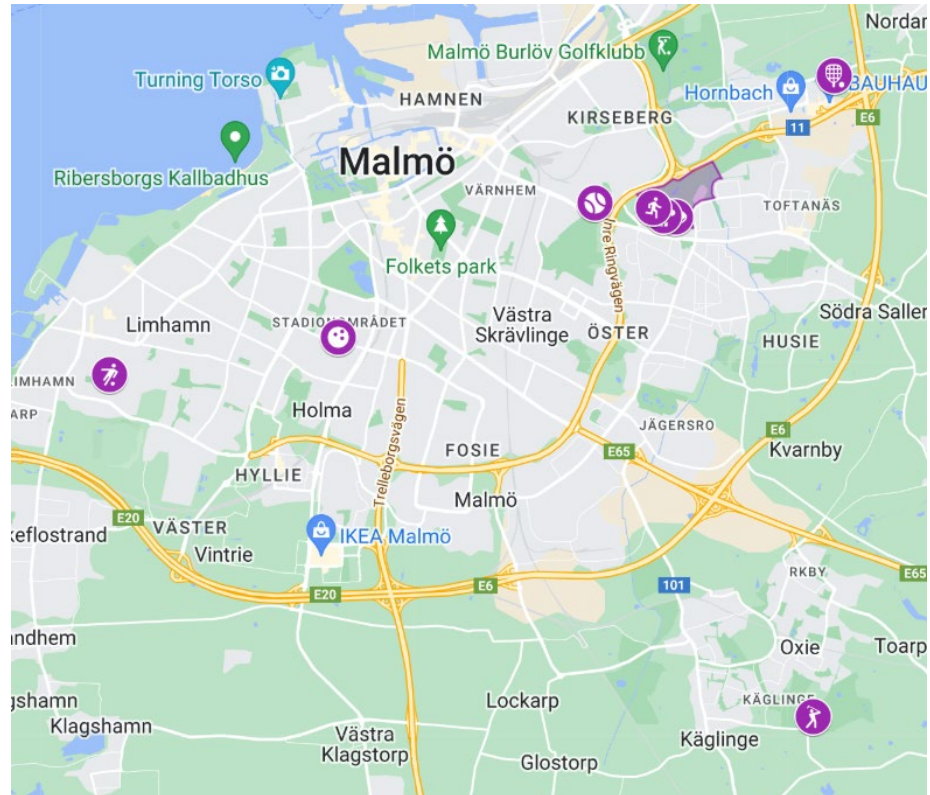 Nordar
Malmö Burlöv Golfklubb
Turning Torso
Hornbach
BAUHAU
HAMNEN
KIRSEBERG
11
E6
Ribersborgs Kallbadhus
Malmö
VÄRNHEM
TOFTANÄS
Folkets park
Inre Ringvägen
Limhamn
STADIONOMRÅDET
Västra
Skrävlinge
ÖSTER
Södra Saller
HUSIE
LIMHAMN
ARP
Holma
JÄGERSRO
E6
Kvarnby
FOSIE
E65
HYLLIE
Trelleborgsvägen
Malmö
E20
VÄSTER
keflostrand
Vintrie
IKEA Malmö
E20
E6
101
RKBY
E65
ndhem
Oxie
Toarp
gshamn
Klagshamn
Lockarp
KÄGLINGE
Västra
Klagstorp
Käglinge
Glostorp